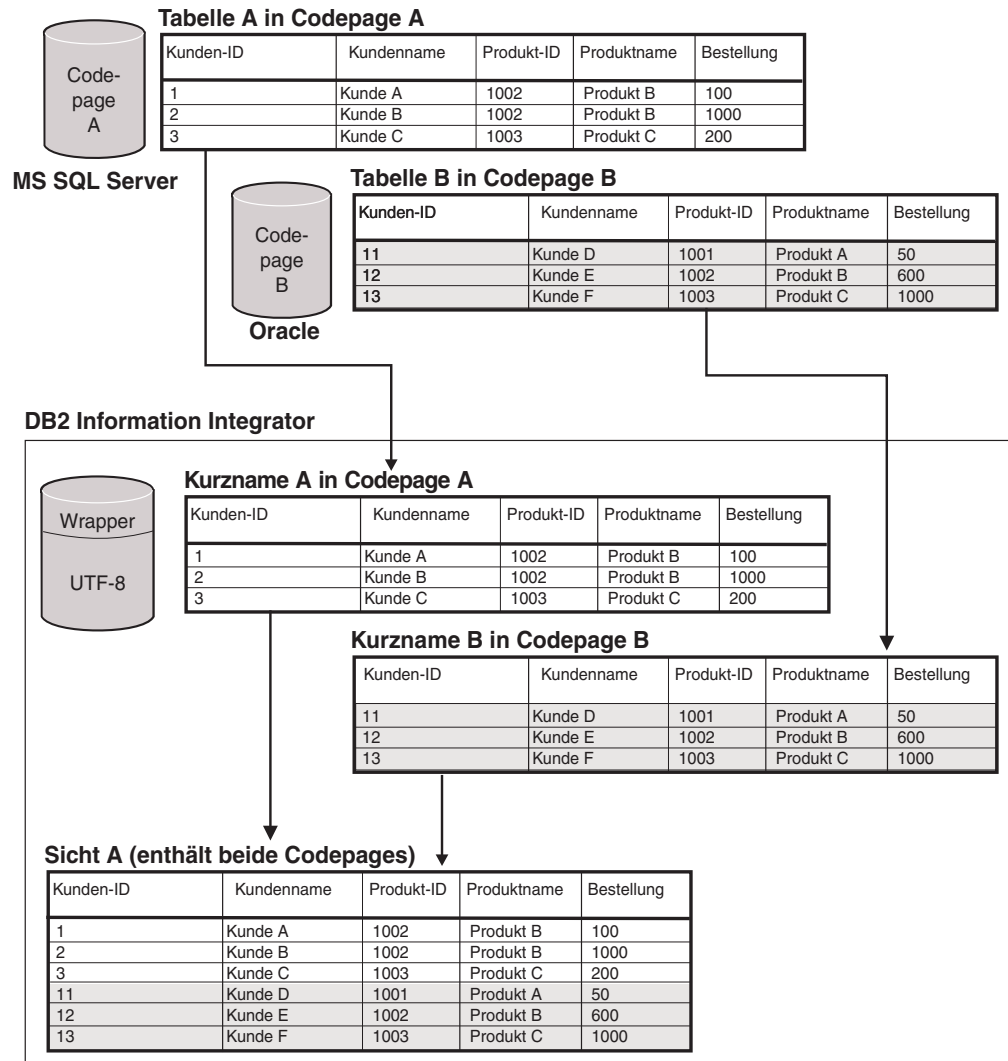 Tabelle A in Codepage A
Code-
page
A
MS SQL Server
Kunden-ID Kundenname Produkt-ID Produktname Bestellung
1 Kunde A 1002 Produkt B 100
2 Kunde B 1002 Produkt B 1000
3 Kunde C 1003 Produkt C 200
Tabelle B in Codepage B
Code-
page
B
Oracle
Kunden-ID Kundenname Produkt-ID Produktname Bestellung
11 Kunde D 1001 Produkt A 50
12 Kunde E 1002 Produkt B 600
13 Kunde F 1003 Produkt C 1000
DB2 Information Integrator
Wrapper
UTF-8
Kurzname A in Codepage A
Kunden-ID Kundenname Produkt-ID Produktname Bestellung
1 Kunde A 1002 Produkt B 100
2 Kunde B 1002 Produkt B 1000
3 Kunde C 1003 Produkt C 200
Kurzname B in Codepage B
Kunden-ID Kundenname Produkt-ID Produktname Bestellung
11 Kunde D 1001 Produkt A 50
12 Kunde E 1002 Produkt B 600
13 Kunde F 1003 Produkt C 1000
Sicht A (enthält beide Codepages)
Kunden-ID Kundenname Produkt-ID Produktname Bestellung
1 Kunde A 1002 Produkt B 100
2 Kunde B 1002 Produkt B 1000
3 Kunde C 1003 Produkt C 200
11 Kunde D 1001 Produkt A 50
12 Kunde E 1002 Produkt B 600
13 Kunde F 1003 Produkt C 1000